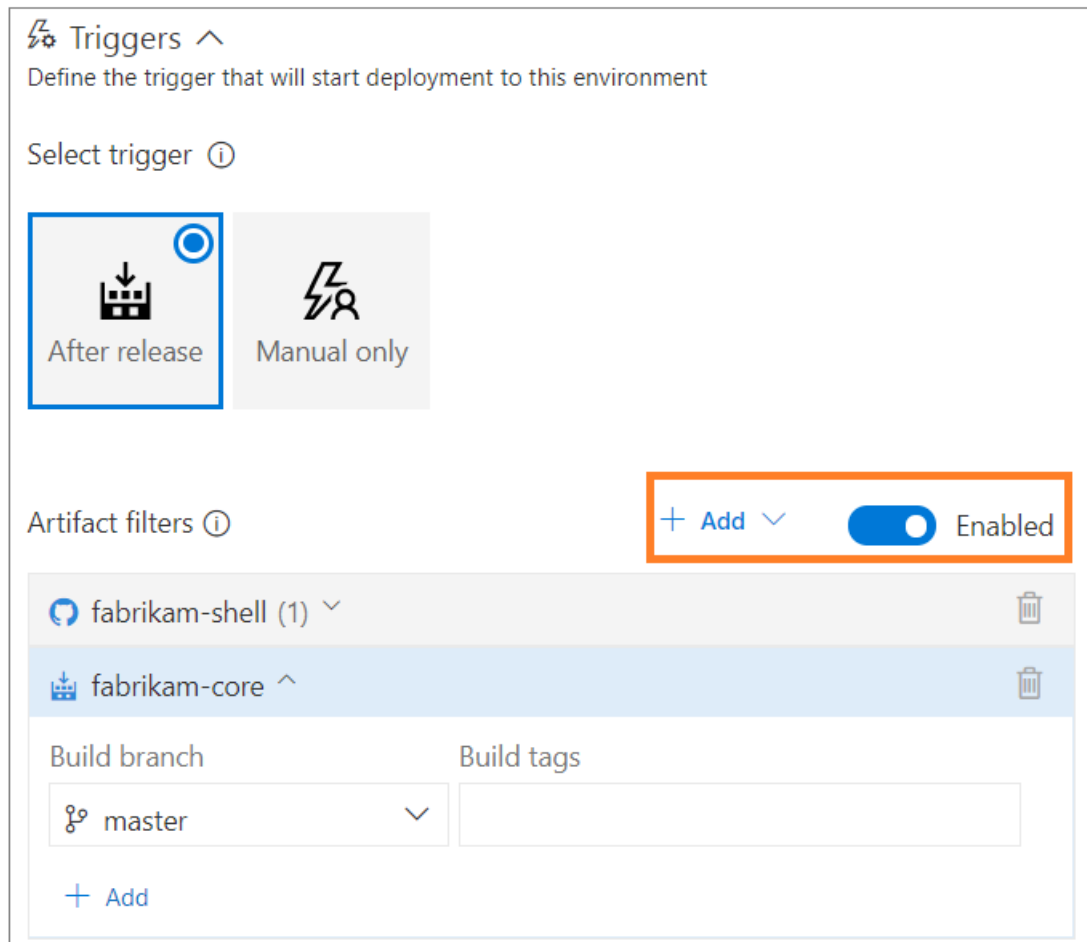 Triggers
Define the trigger that will start deployment to this environment
Select trigger
After release
Manual only
Artifact filters
Add
Enabled
fabrikam-shell (1)
fabrikam-core
Build branch
Build tags
master
Add